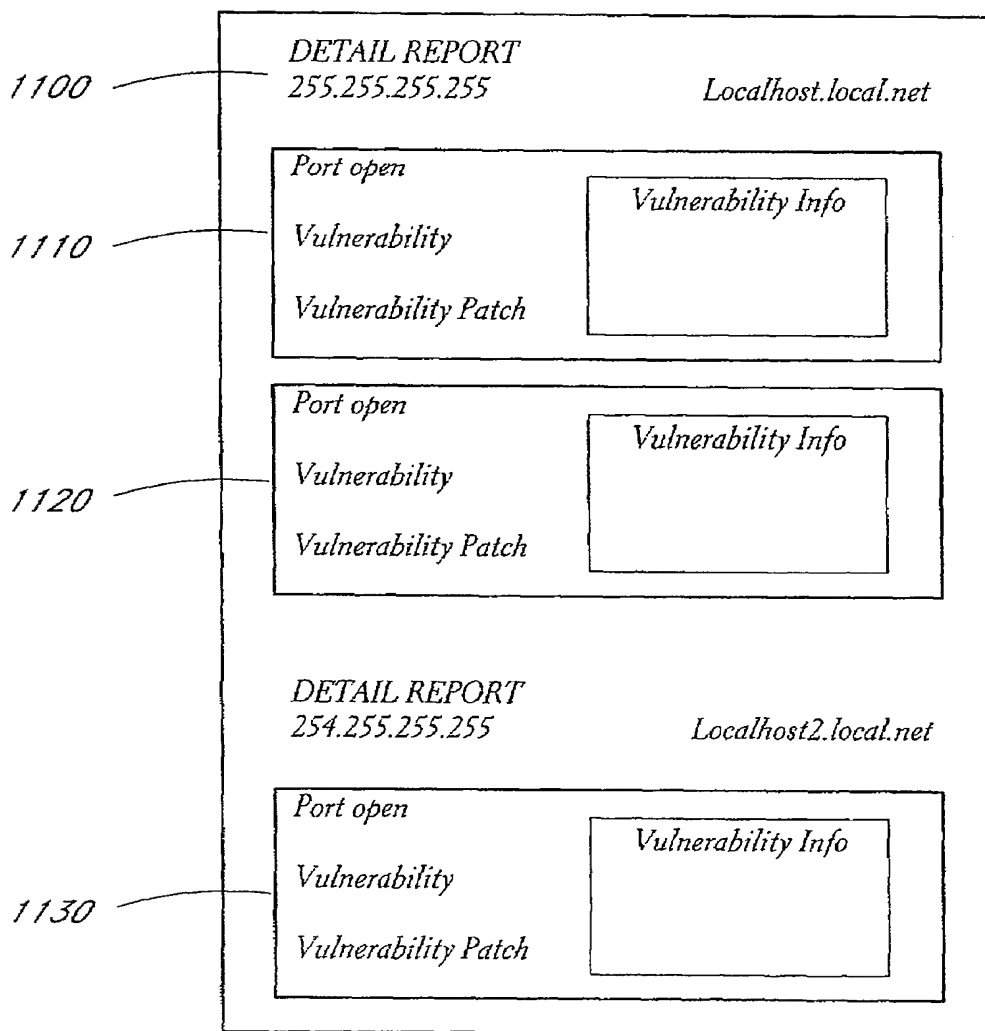 DETAIL REPORT
1100
255.255.255.255 Localhost.local.net
Port open
Vulnerability Info
1110
Vulnerability
Vulnerability Patch
Port open
Vulnerability Info
1120
Vulnerability
Vulnerability Patch
DETAIL REPORT
254.255.255.255 Localhost2.local.net
Port open
Vulnerability Info
1130
Vulnerability
Vulnerability Patch